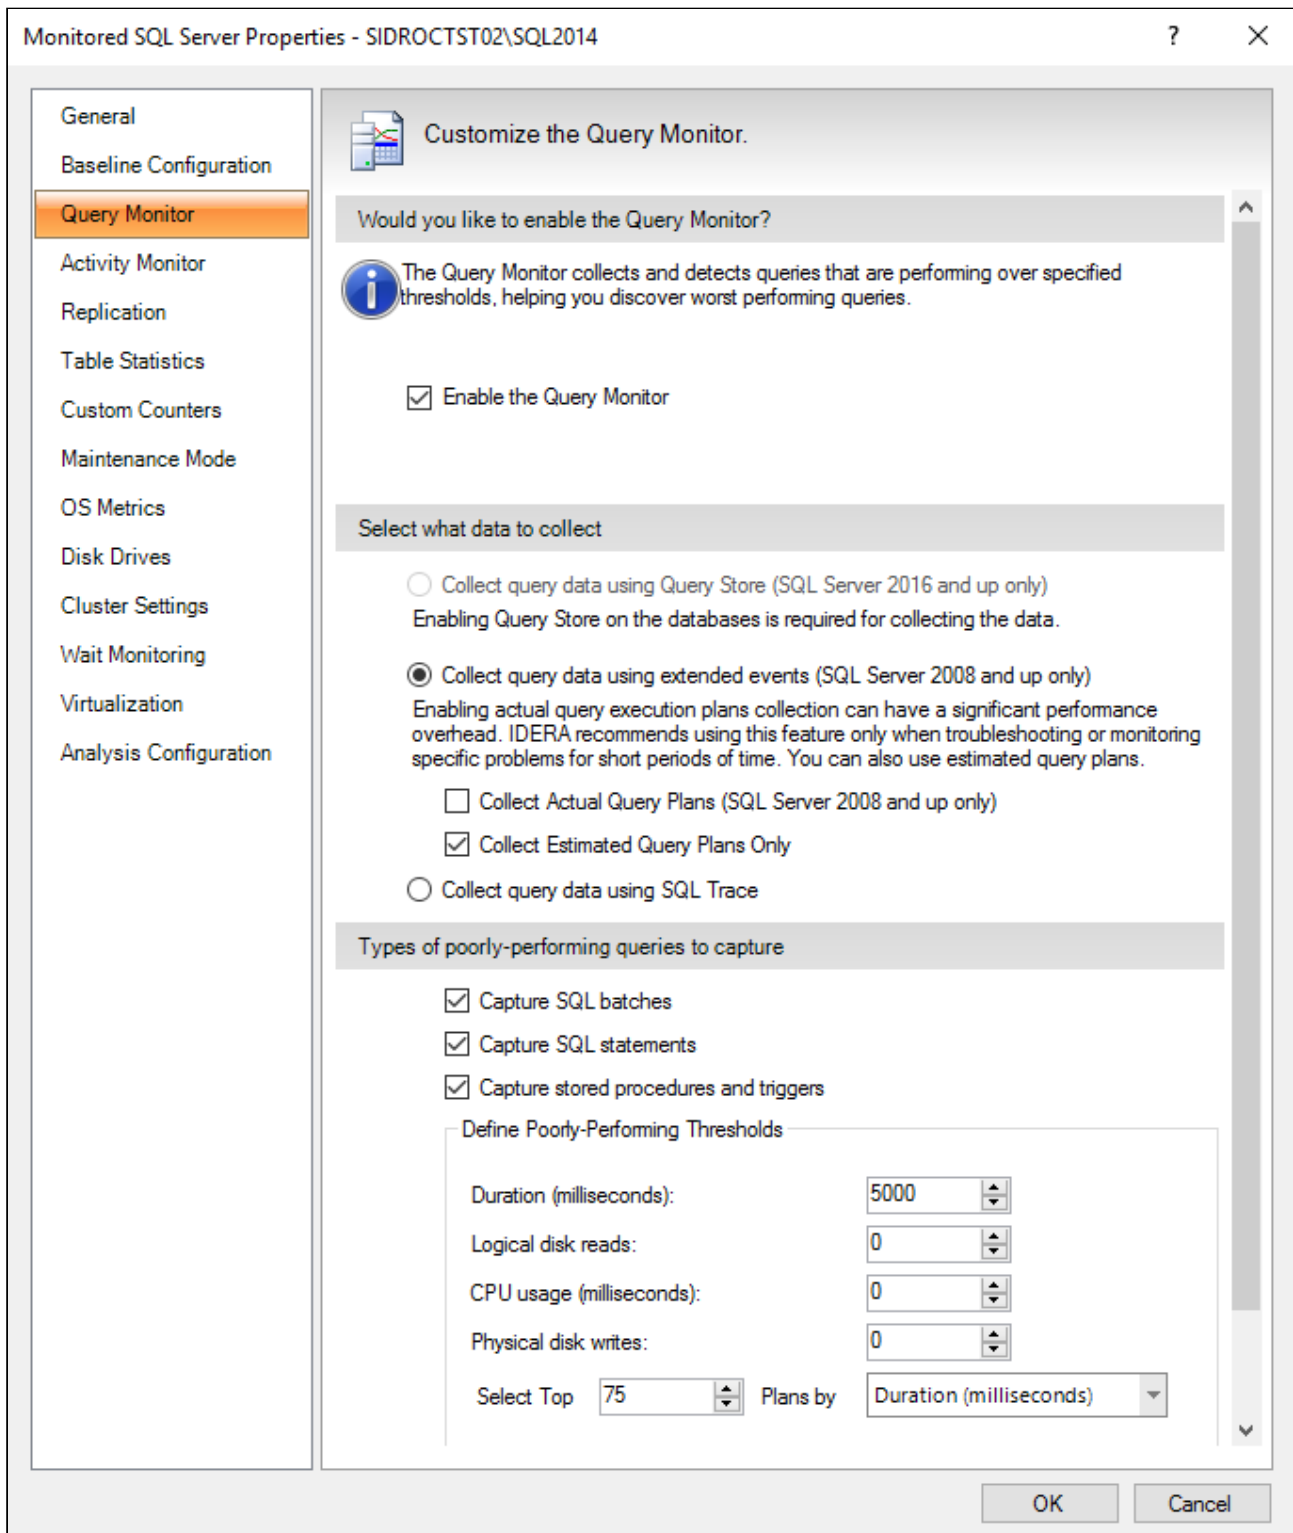 Monitored SQL Server Properties - SIDROCTST02\SQL2014
?
General
Baseline Configuration
Query Monitor
Activity Monitor
Replication
Table Statistics
Custom Counters
Maintenance Mode
OS Metrics
Disk Drives
Cluster Settings
Wait Monitoring
Virtualization
Analysis Configuration
Customize the Query Monitor.
Would you like to enable the Query Monitor?
The Query Monitor collects and detects queries that are performing over specified
thresholds, helping you discover worst performing queries.
Enable the Query Monitor
Select what data to collect
Collect query data using Query Store (SQL Server 2016 and up only)
Enabling Query Store on the databases is required for collecting the data.
Collect query data using extended events (SQL Server 2008 and up only)
Enabling actual query execution plans collection can have a significant performance
overhead. IDERA recommends using this feature only when troubleshooting or monitoring
specific problems for short periods of time. You can also use estimated query plans.
Collect Actual Query Plans (SQL Server 2008 and up only)
Collect Estimated Query Plans Only
Collect query data using SQL Trace
Types of poorly-performing queries to capture
Capture SQL batches
Capture SQL statements
Capture stored procedures and triggers
Define Poorly-Performing Thresholds
Duration (milliseconds): 5000
Logical disk reads: 0
CPU usage (milliseconds): 0
Physical disk writes: 0
Select Top 75 Plans by Duration (milliseconds)
OK Cancel